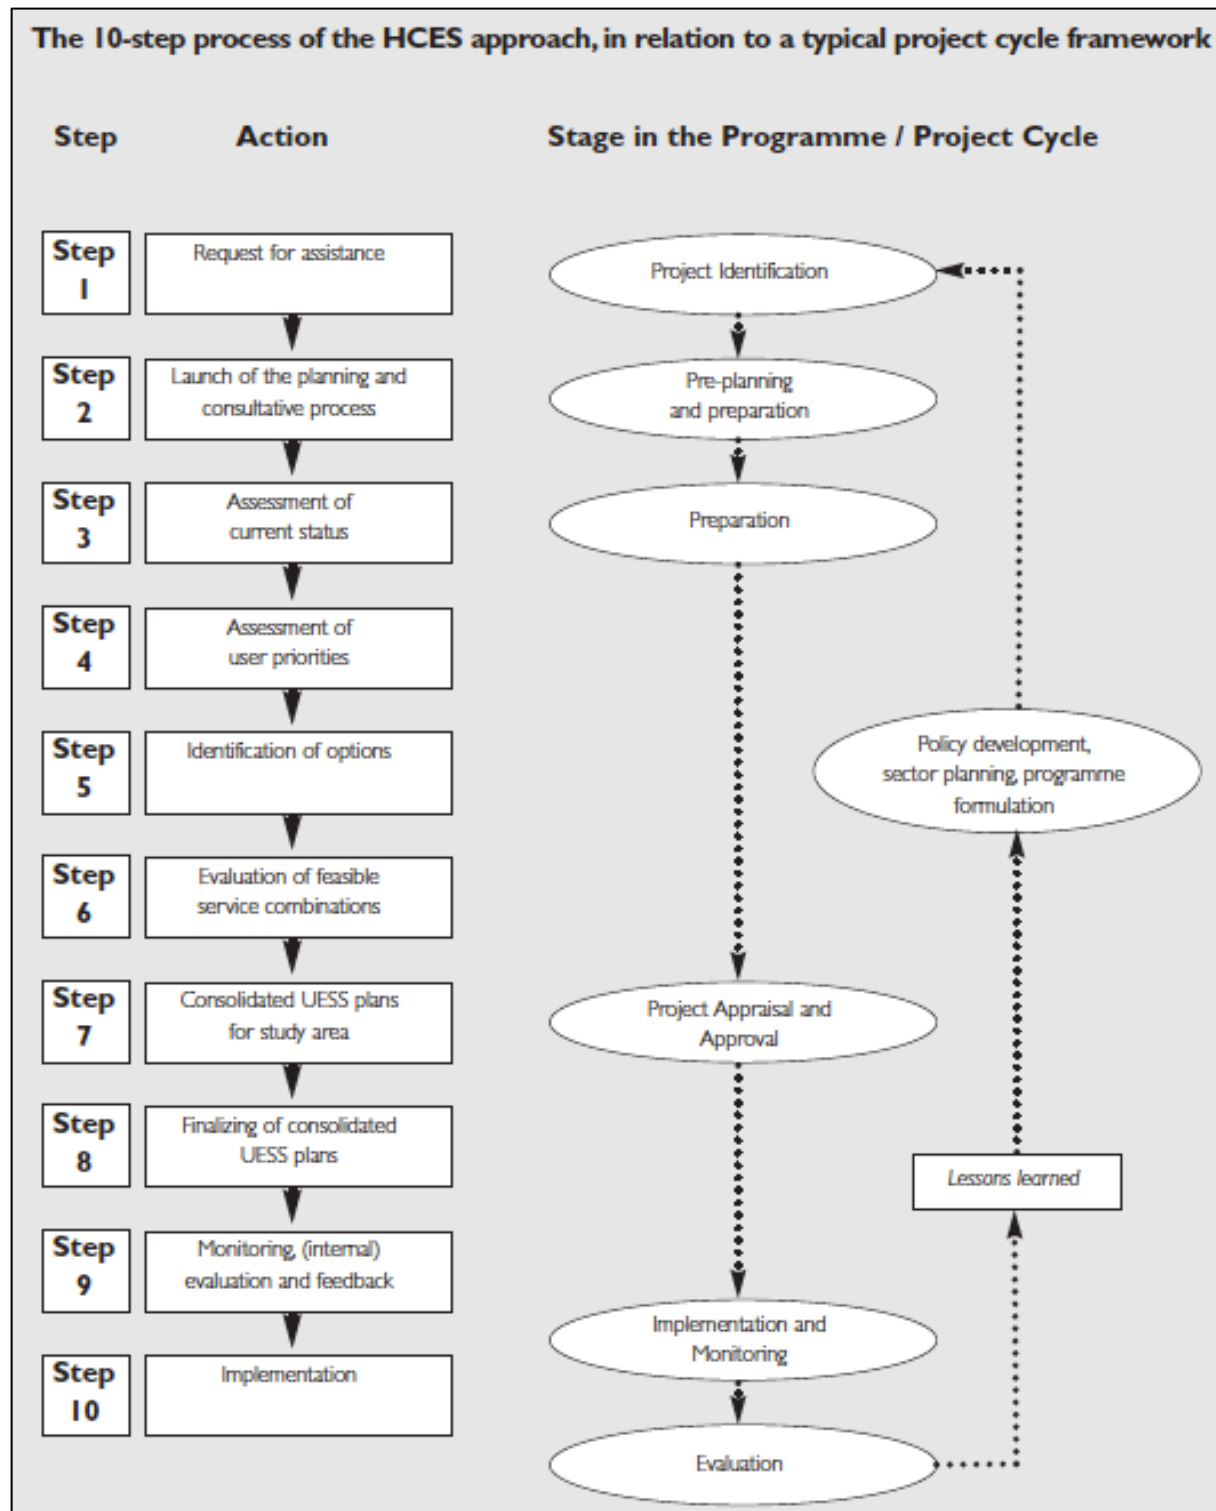 The 10-step process of the HCES approach, in relation to a typical project cycle framework
Step
Action
Stage in the Programme / Project Cycle
Step
1
Request for assistance
Project Identification
Step
2
Launch of the planning and
consultative process
Pre-planning
and preparation
Step
3
Assessment of
current status
Preparation
Step
4
Assessment of
user priorities
Step
5
Identification of options
Policy development,
sector planning, programme
formulation
Step
6
Evaluation of feasible
service combinations
Step
7
Consolidated UESS plans
for study area
Project Appraisal and
Approval
Step
8
Finalizing of consolidated
UESS plans
Lessons learned
Step
9
Monitoring, (internal)
evaluation and feedback
Implementation and
Monitoring
Step
10
Implementation
Evaluation